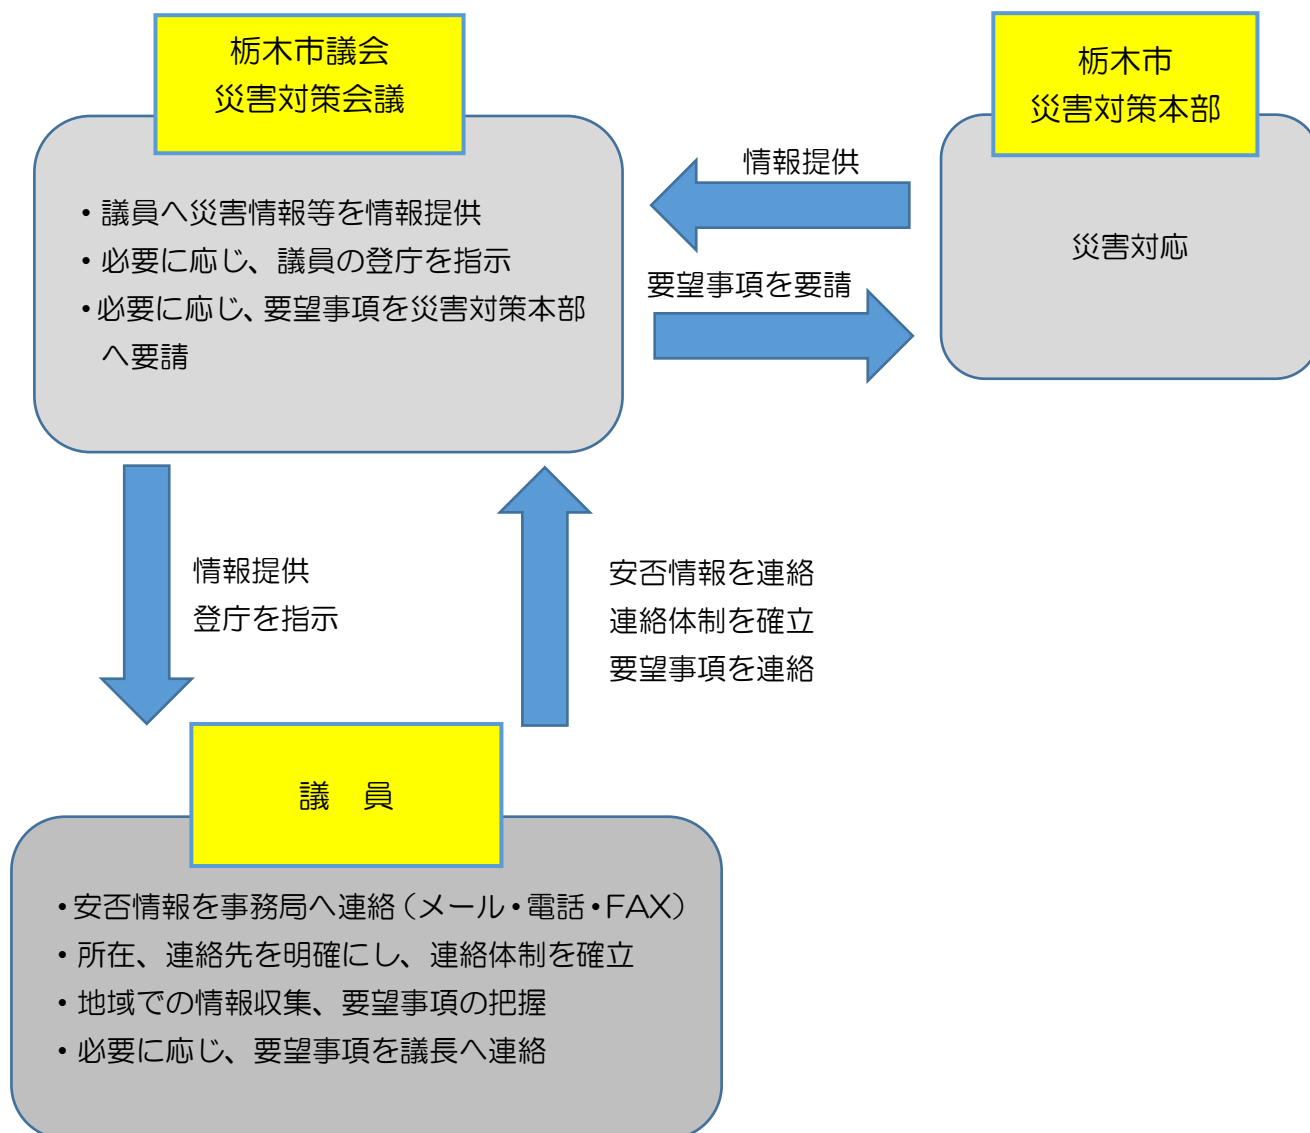 栃木市議会
災害対策会議
・議員へ災害情報等を情報提供
・必要に応じ、議員の登庁を指示
・必要に応じ、要望事項を災害対策本部
へ要請
情報提供
要望事項を要請
栃木市
災害対策本部
災害対応
情報提供
登庁を指示
安否情報を連絡
連絡体制を確立
要望事項を連絡
議　員
・安否情報を事務局へ連絡（メール・電話・FAX）
・所在、連絡先を明確にし、連絡体制を確立
・地域での情報収集、要望事項の把握
・必要に応じ、要望事項を議長へ連絡